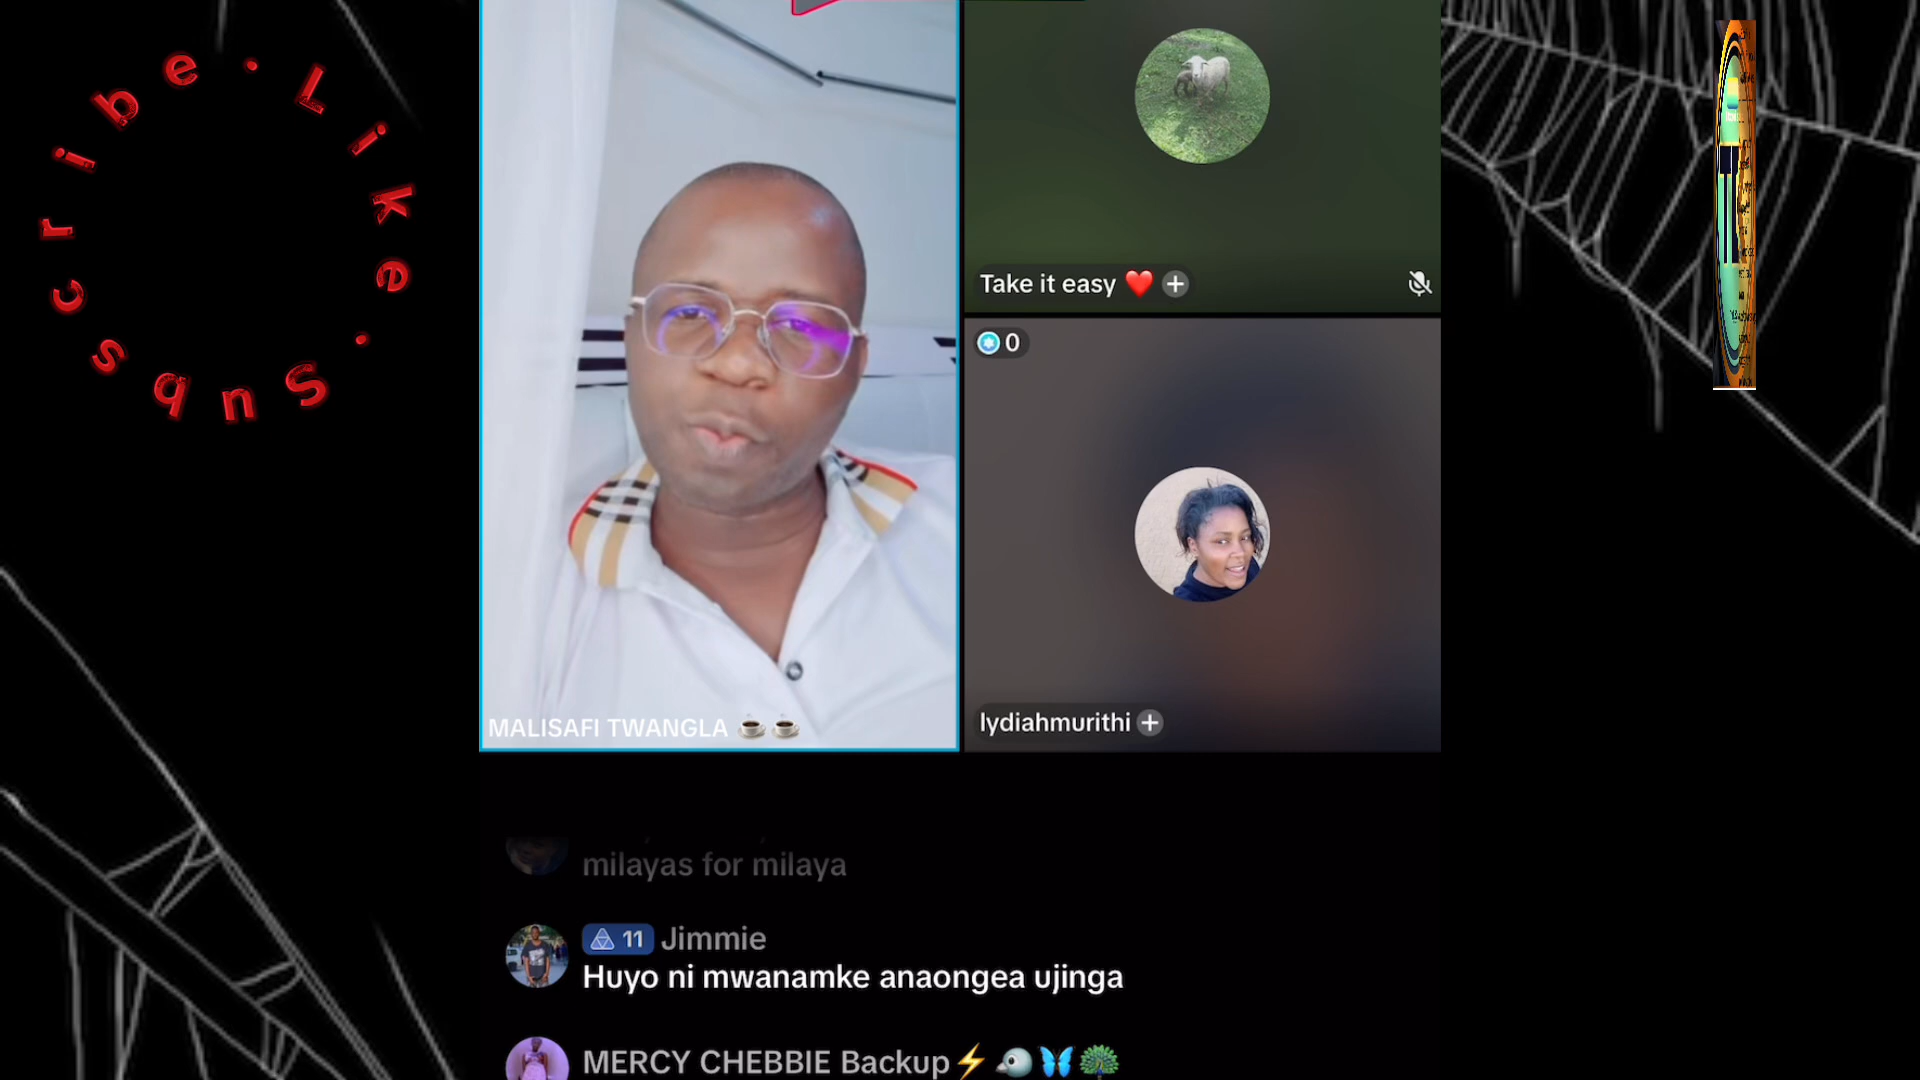 Like . Subscribe .
Take it easy ❤️
0
MALISAFI TWANGLA ☕ ☕
lydiahmurithi
milayas for milaya
11 Jimmie
Huyo ni mwanamke anaongea ujinga
MERCY CHEBBIE Backup⚡🐦🦋🦚